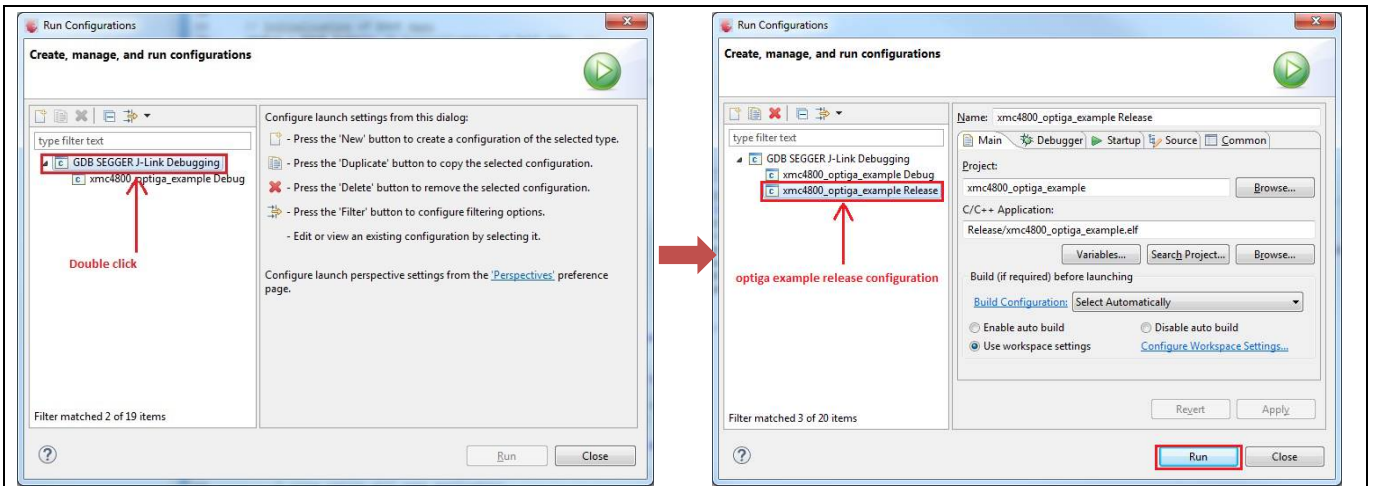 Run Configurations
Create, manage, and run configurations
type filter text
GDB SEGGER J-Link Debugging
xmc4800_optiga_example Debug
Double click
Filter matched 2 of 19 items
Configure launch settings from this dialog:
- Press the 'New' button to create a configuration of the selected type.
- Press the 'Duplicate' button to copy the selected configuration.
- Press the 'Delete' button to remove the selected configuration.
- Press the 'Filter' button to configure filtering options.
- Edit or view an existing configuration by selecting it.
Configure launch perspective settings from the 'Perspectives' preference
page.
Run
Close
Run Configurations
Create, manage, and run configurations
type filter text
GDB SEGGER J-Link Debugging
xmc4800_optiga_example Debug
xmc4800_optiga_example Release
optiga example release configuration
Filter matched 3 of 20 items
Name: xmc4800_optiga_example Release
Main Debugger Startup Source Common
Project:
xmc4800_optiga_example Browse...
C/C++ Application:
Release/xmc4800_optiga_example.elf
Variables... Search Project... Browse...
Build (if required) before launching
Build Configuration: Select Automatically
Enable auto build Disable auto build
Use workspace settings Configure Workspace Settings...
Revert Apply
Run Close